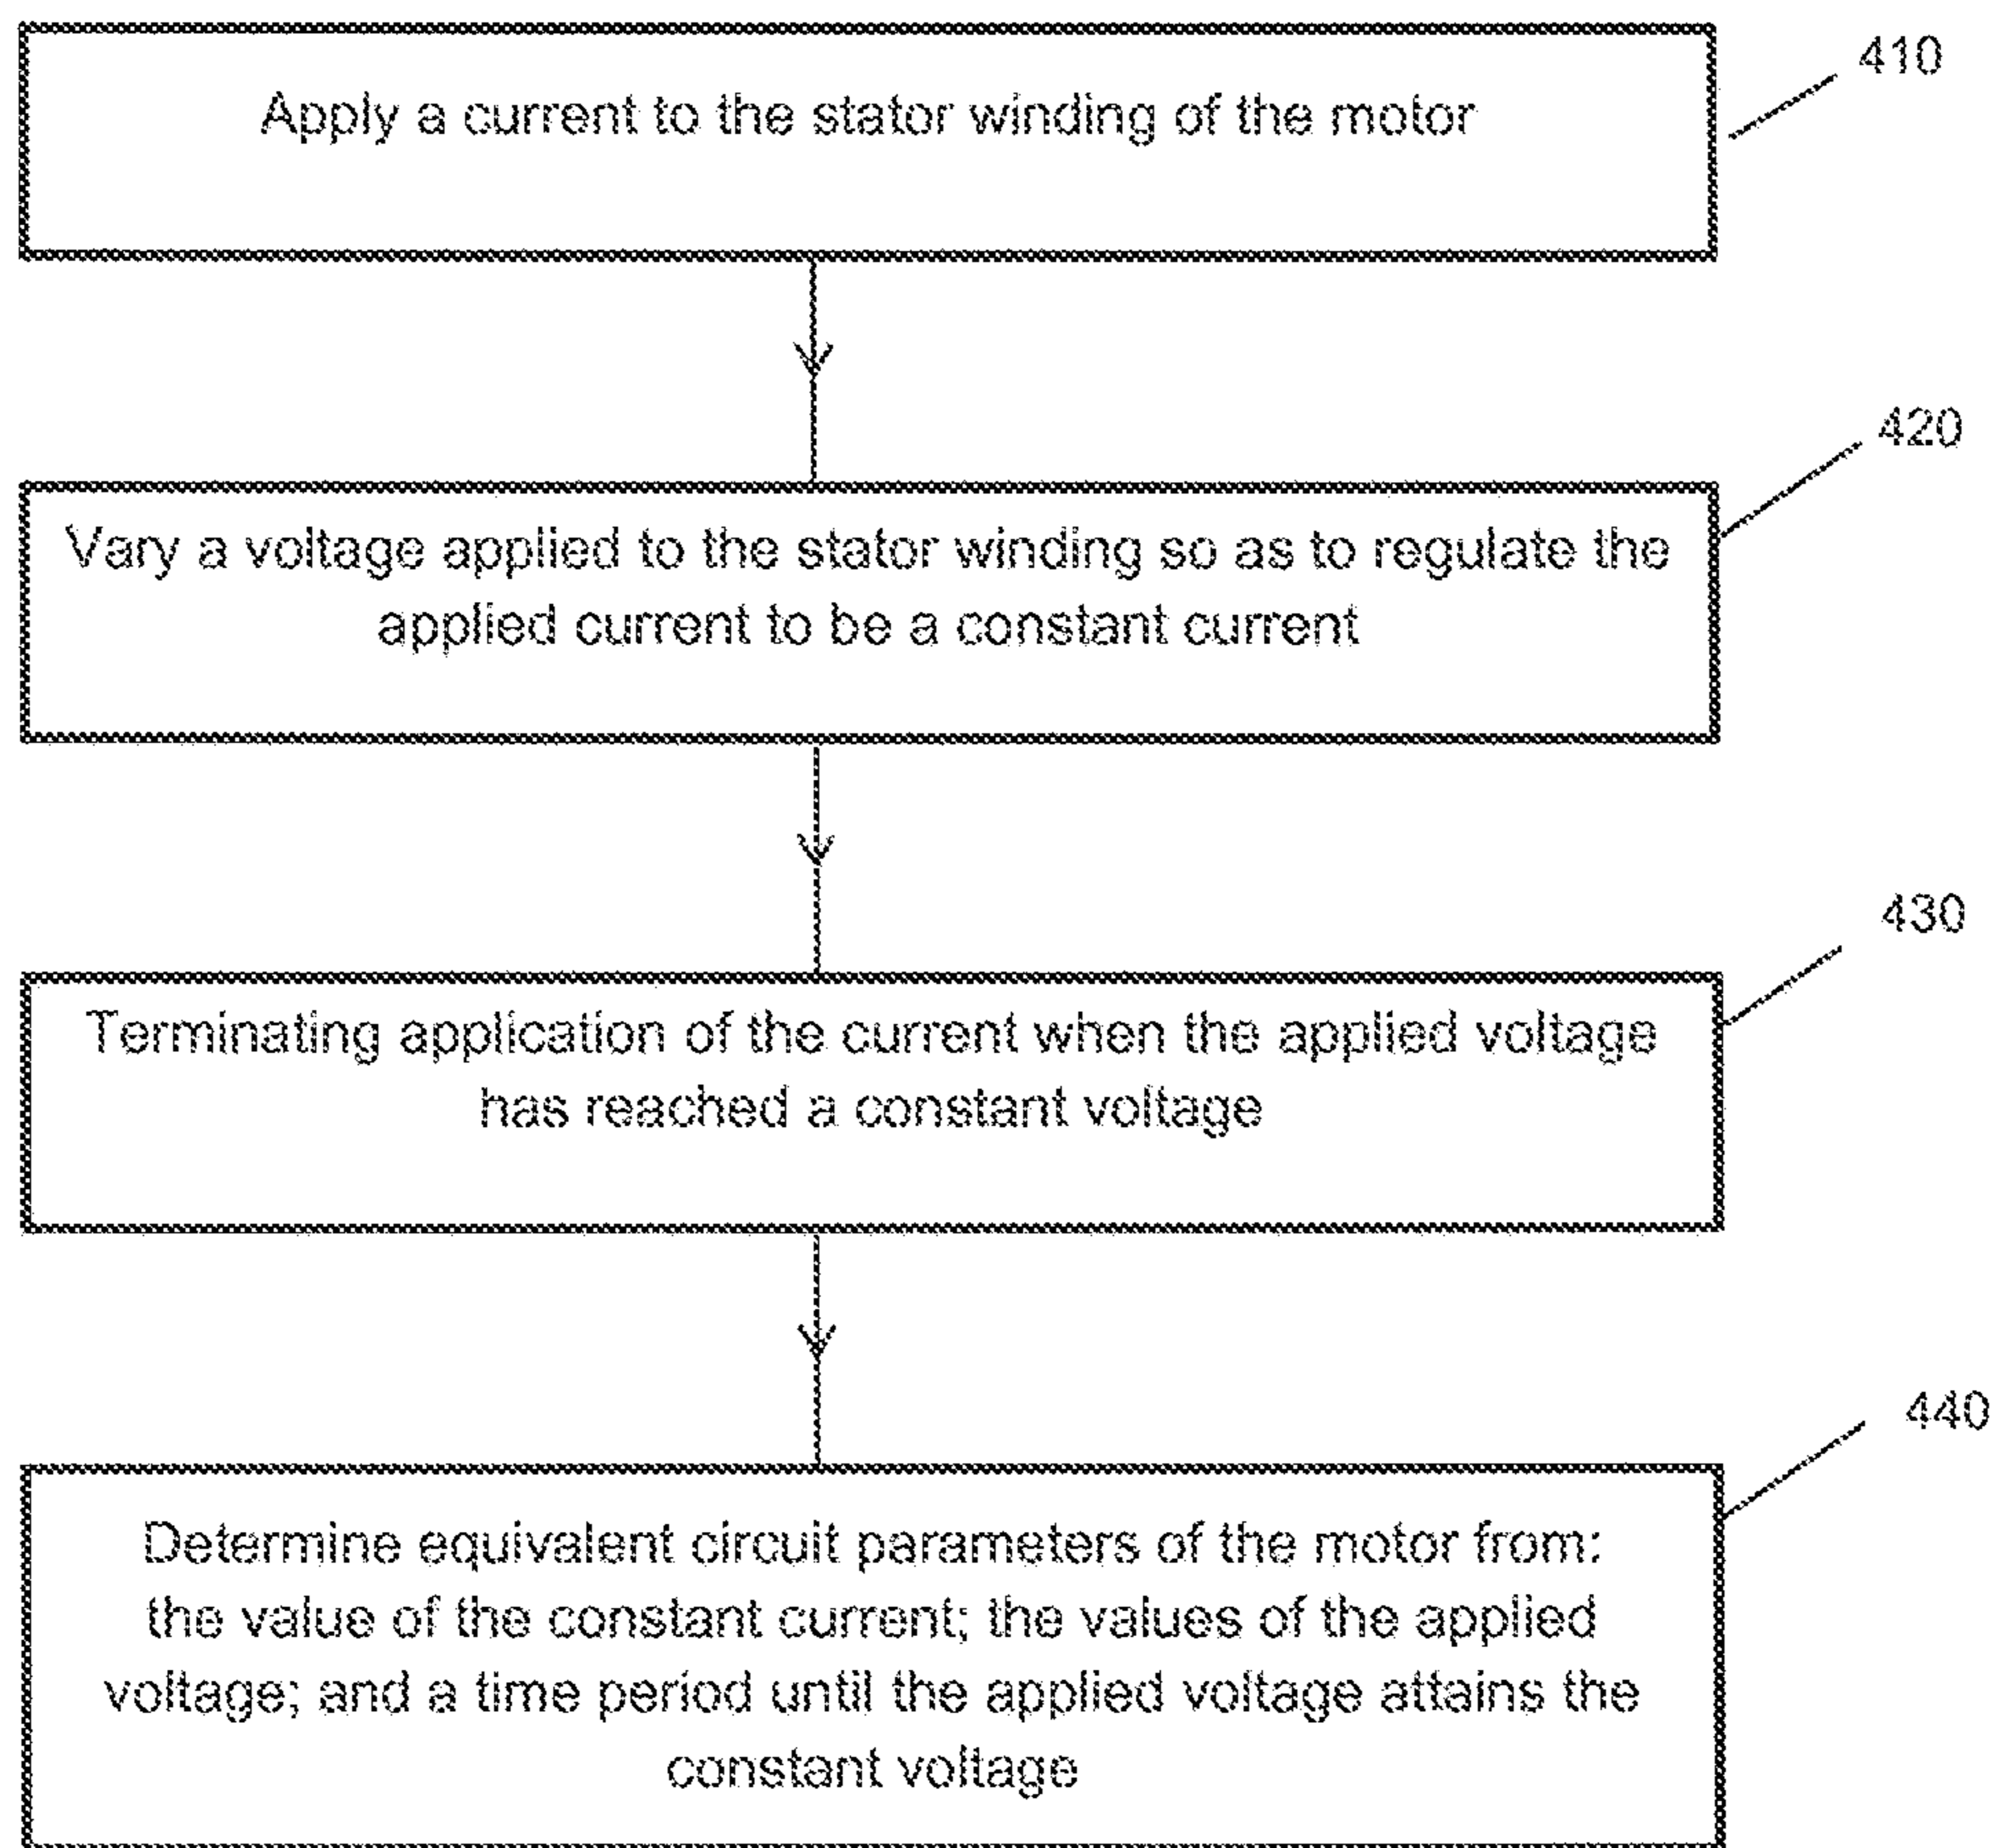 Apply a current to the stator winding of the motor
410
420
Vary a voltage applied to the stator winding so as to regulate the
applied current to be a constant current
430
Terminating application of the current when the applied voltage
has reached a constant voltage
440
Determine equivalent circuit parameters of the motor from:
the value of the constant current; the values of the applied
voltage; and a time period until the applied voltage attains the
constant voltage